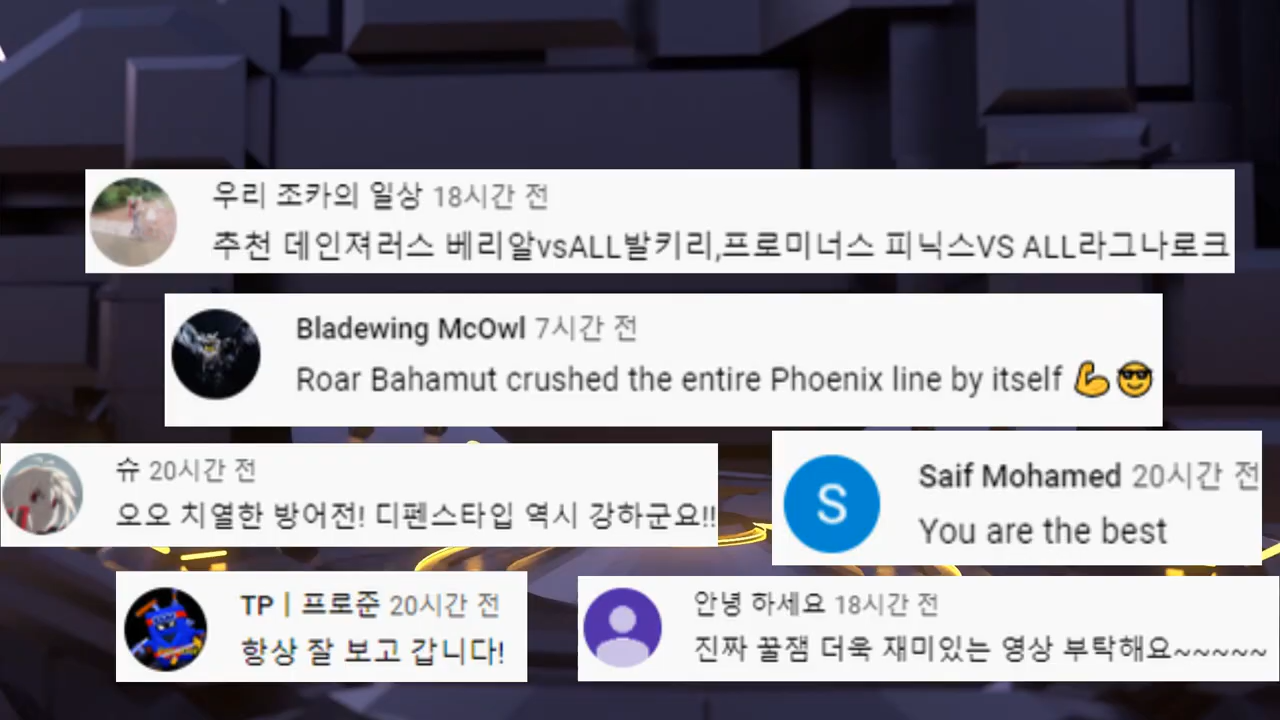 우리 조카의 일상 18시간 전
추천 데인져러스 베리알vsALL발키리,프로미너스 피닉스VS ALL라그나로크
Bladewing McOwl 7시간 전
Roar Bahamut crushed the entire Phoenix line by itself 💪😎
슈 20시간 전
오오 치열한 방어전! 디펜스타입 역시 강하군요!!
Saif Mohamed 20시간 전
S
You are the best
TP | 프로준 20시간 전
항상 잘 보고 갑니다!
안녕 하세요 18시간 전
진짜 꿀잼 더욱 재미있는 영상 부탁해요~~~~~